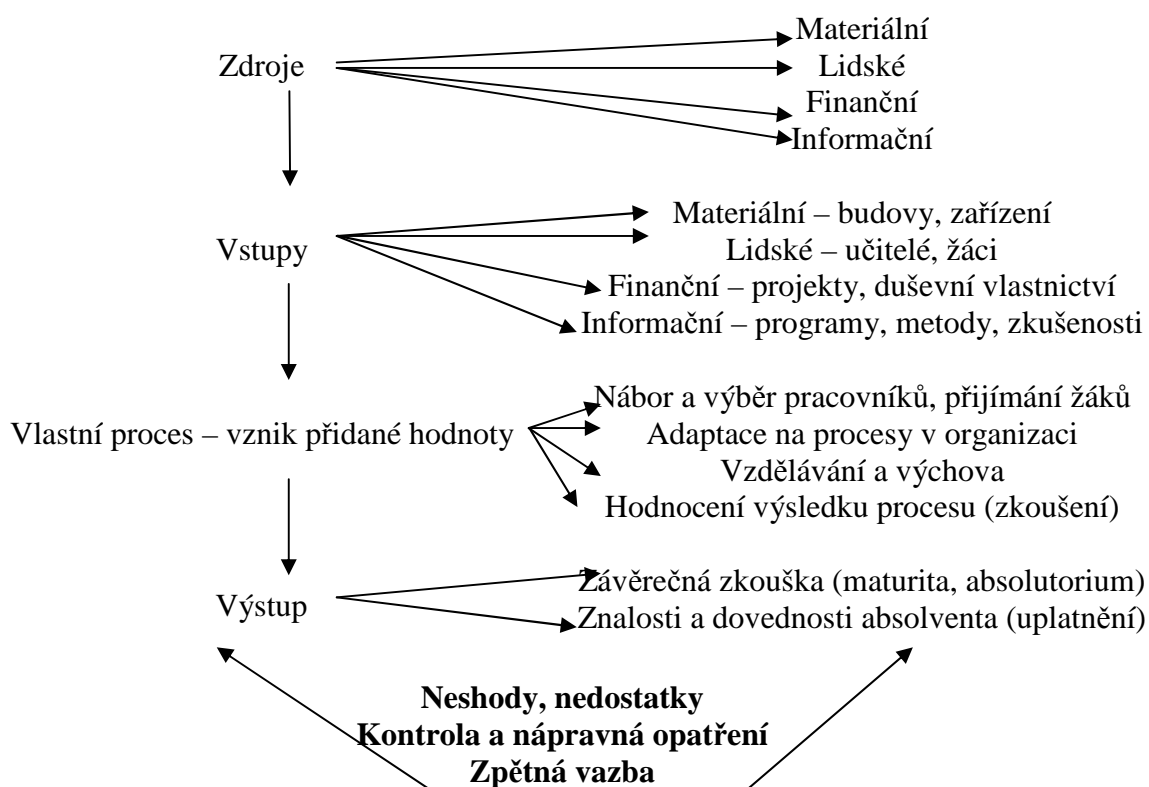 Zdroje
Materiální
Lidské
Finanční
Informační
Vstupy
Materiální – budovy, zařízení
Lidské – učitelé, žáci
Finanční – projekty, duševní vlastnictví
Informační – programy, metody, zkušenosti
Vlastní proces – vznik přidané hodnoty
Nábor a výběr pracovníků, přijímání žáků
Adaptace na procesy v organizaci
Vzdělávání a výchova
Hodnocení výsledku procesu (zkoušení)
Výstup
Závěrečná zkouška (maturita, absolutorium)
Znalosti a dovednosti absolventa (uplatnění)
Neshody, nedostatky
Kontrola a nápravná opatření
Zpětná vazba